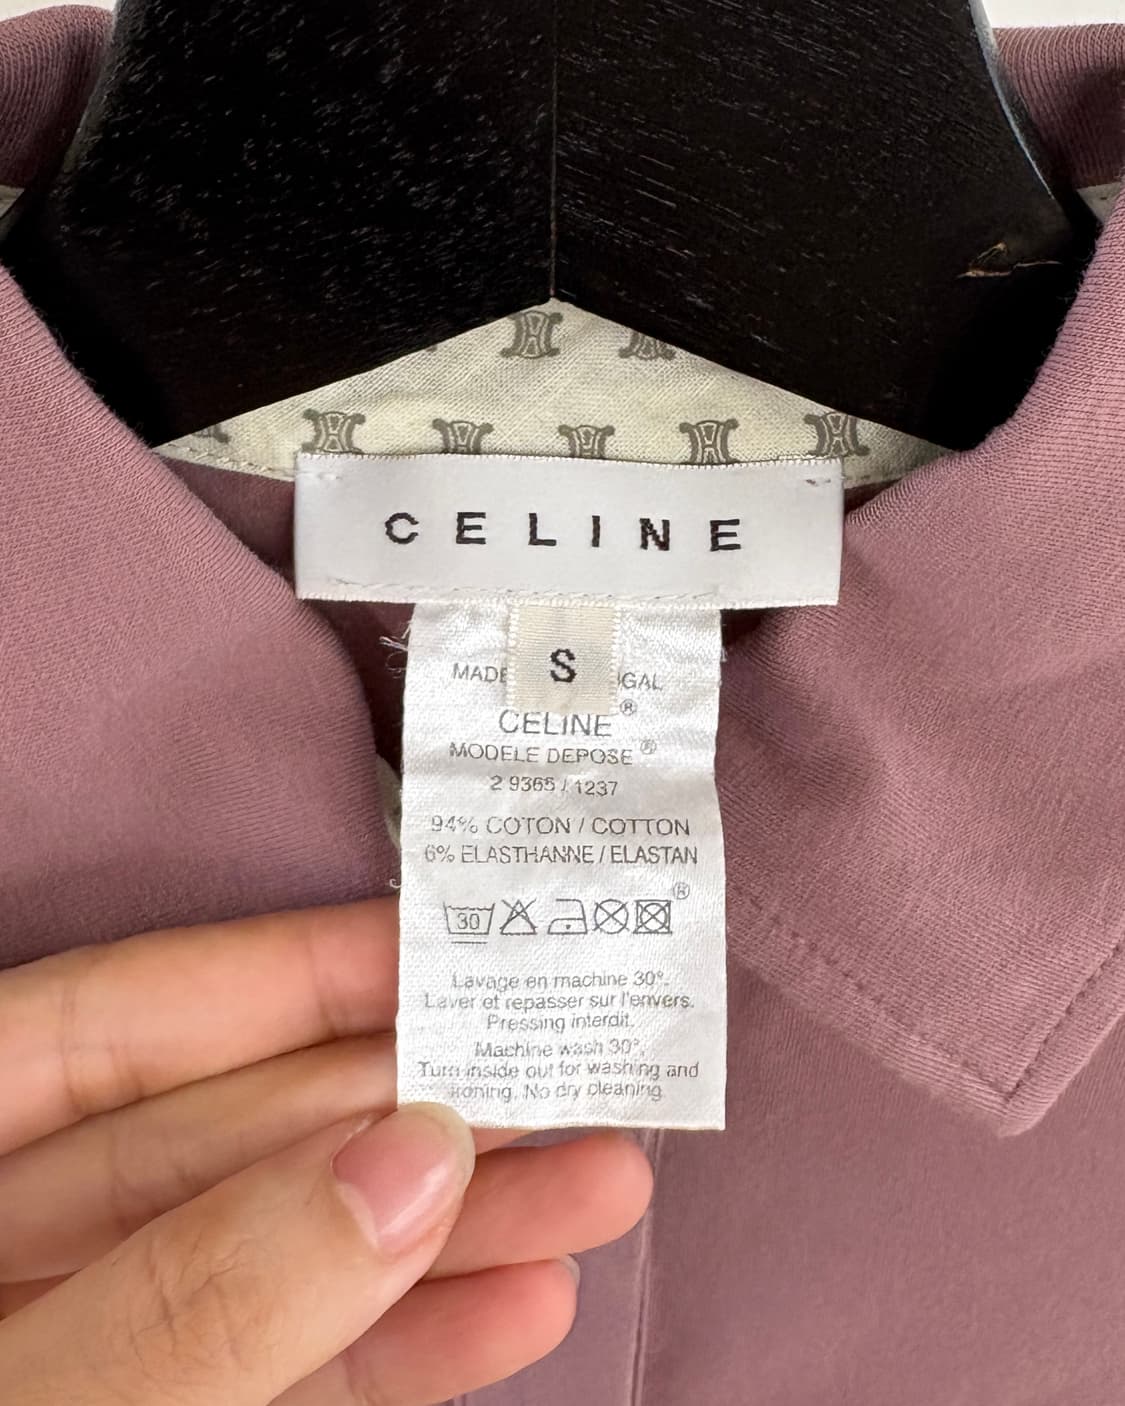 CELINE
S
MADE GAL
CELINE®
MODELE DEPOSE®
2 9365 / 1237
94% COTON / COTTON
6% ELASTHANNE / ELASTAN
30 ®
Lavage en machine 30°.
Laver et repasser sur l'envers.
Pressing interdit.
Machine wash 30°.
Turn inside out for washing and
ironing. No dry cleaning